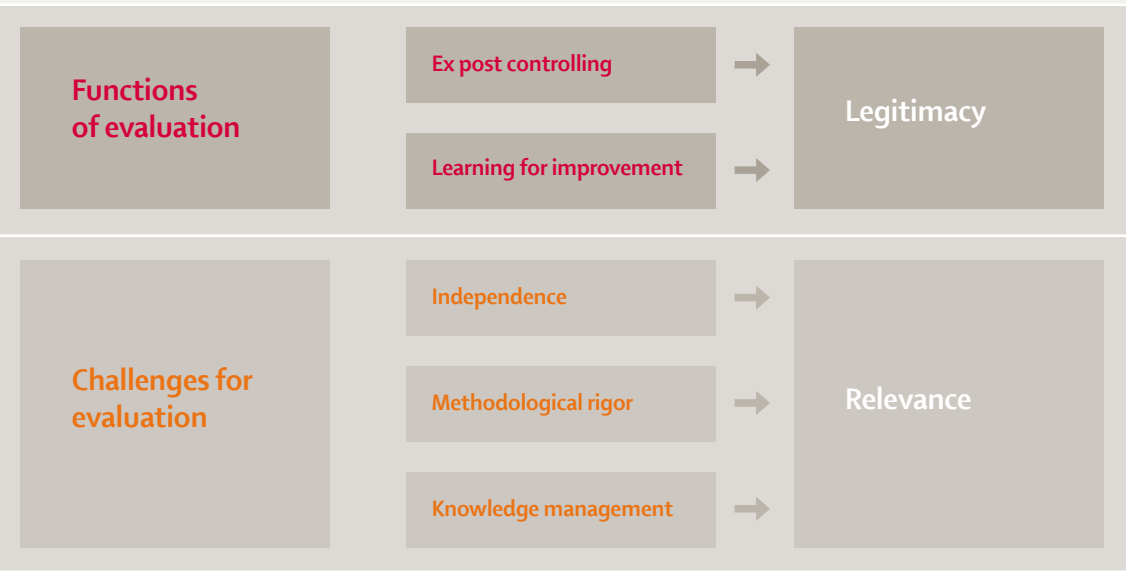 Functions
of evaluation
Ex post controlling
Learning for improvement
Legitimacy
Challenges for
evaluation
Independence
Methodological rigor
Knowledge management
Relevance